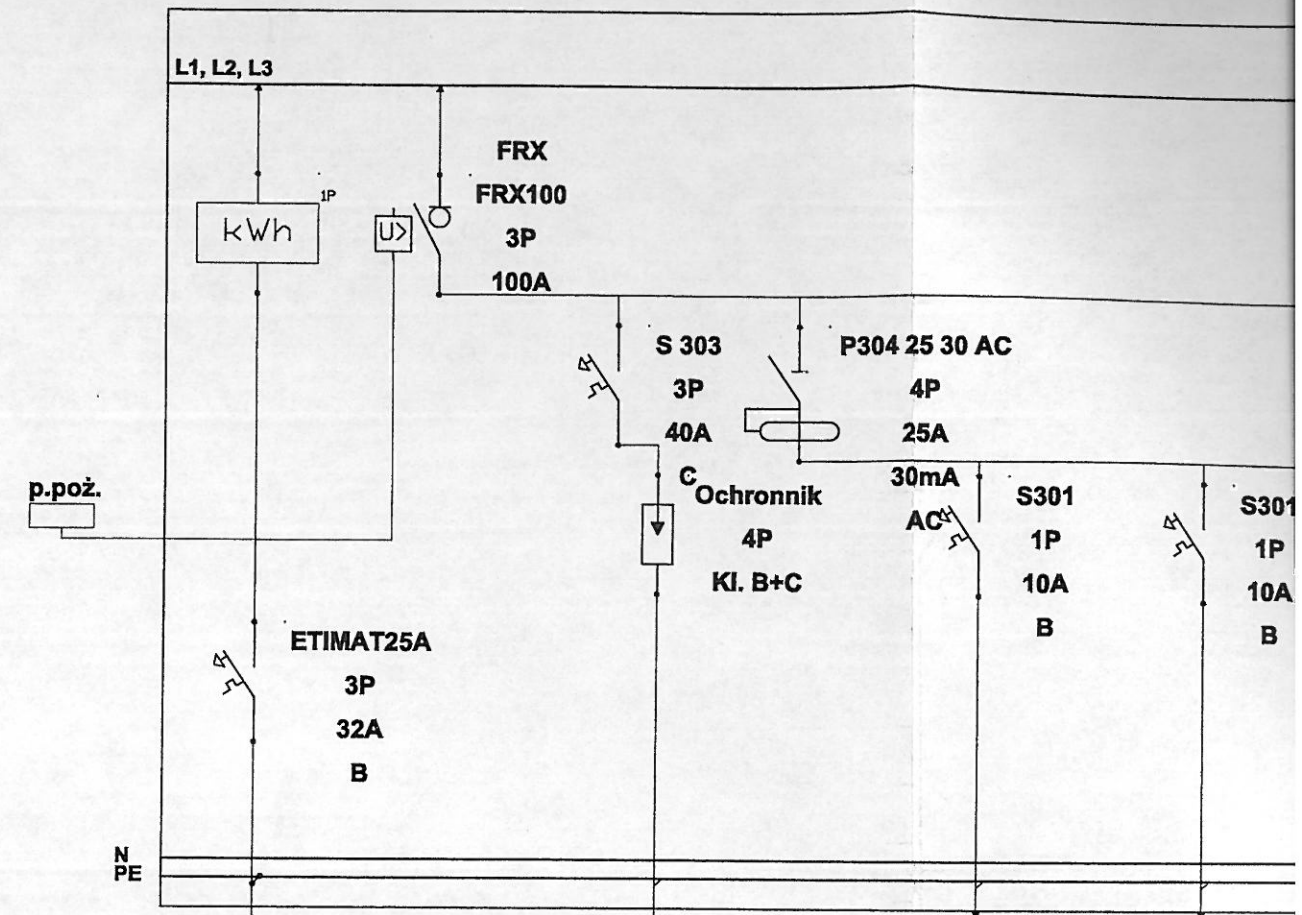 L1, L2, L3
1P
kWh
U>
FRX
FRX100
3P
100A
S 303
3P
40A
C
P304 25 30 AC
4P
25A
30mA
AC
p.poż.
Ochronnik
4P
Kl. B+C
S301
1P
10A
B
S301
1P
10A
B
ETIMAT25A
3P
32A
B
N
PE